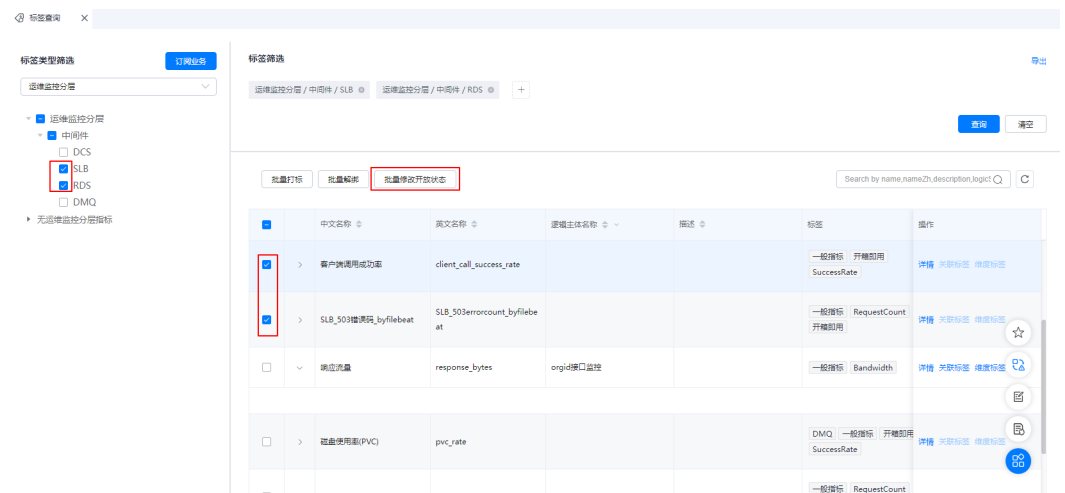 标签查询
标签类型筛选
订阅业务
运维监控分层
运维监控分层
中间件
DCS
SLB
RDS
DMQ
无运维监控分层指标
标签筛选
导出
运维监控分层 / 中间件 / SLB
运维监控分层 / 中间件 / RDS
查询
清空
批量打标
批量解绑
批量修改开放状态
Search by name,nameZh,description,logicS
中文名称
英文名称
逻辑主体名称
描述
标签
操作
客户端调用成功率
client_call_success_rate
一般指标 开箱即用
SuccessRate
详情 关联标签 维度标签
SLB_503错误码_byfilebeat
SLB_503errorcount_byfilebe
at
一般指标 RequestCount
开箱即用
详情 关联标签 维度标签
响应流量
response_bytes
orgid接口监控
一般指标 Bandwidth
详情 关联标签 维度标签
磁盘使用率(PVC)
pvc_rate
DMQ 一般指标 开箱即用
SuccessRate
详情 关联标签 维度标签
一般指标 RequestCount